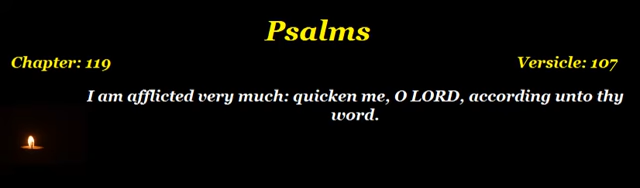 Psalms
Chapter: 119 Versicle: 107
I am afflicted very much: quicken me, O LORD, according unto thy
word.